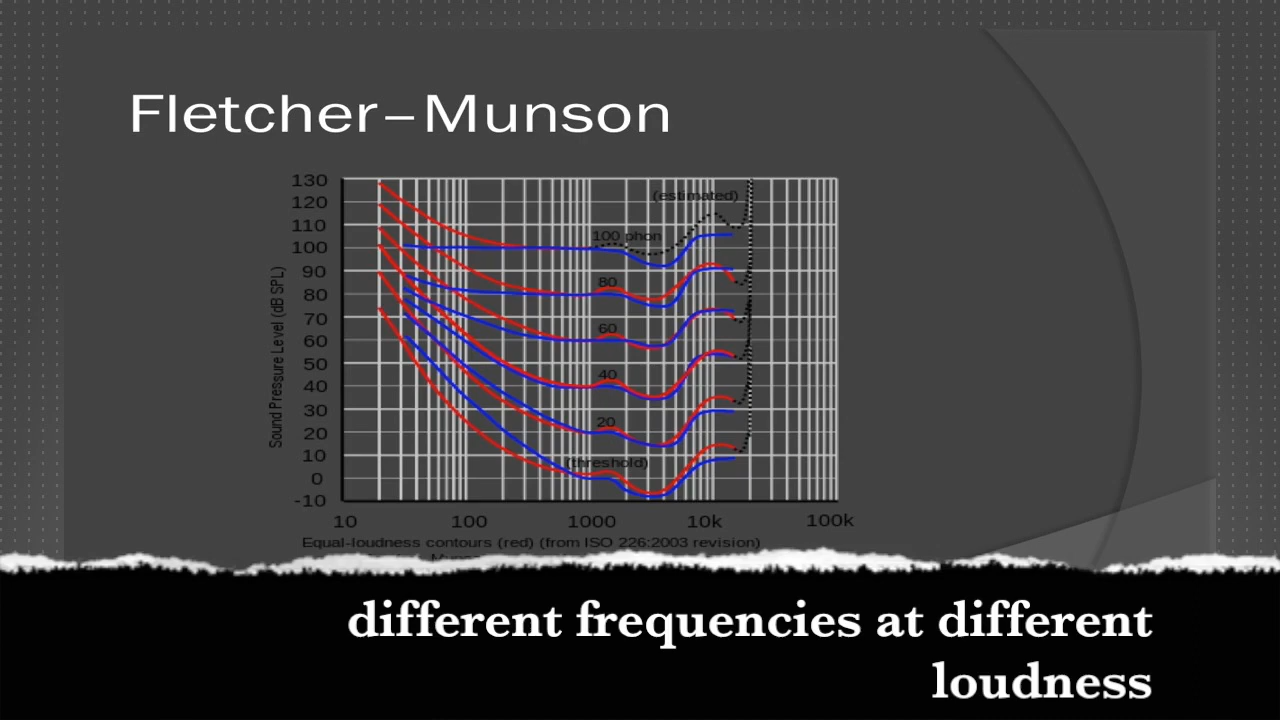 Fletcher–Munson
130
120
110
100
90
80
70
60
50
40
30
20
10
0
-10
Sound Pressure Level (dB SPL)
(estimated)
100 phon
80
60
40
20
(threshold)
10 100 1000 10k 100k
Equal-loudness contours (red) (from ISO 226:2003 revision)
different frequencies at different
loudness